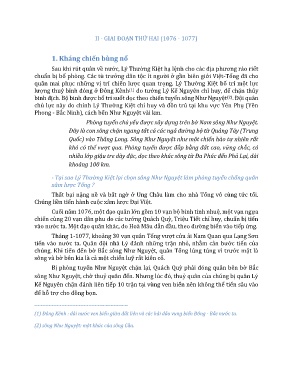 II - GIAI ĐOẠN THỨ HAI (1076 - 1077)
1. Kháng chiến bùng nổ
Sau khi rút quân về nước, Lý Thường Kiệt hạ lệnh cho các địa phương ráo riết
chuẩn bị bố phòng. Các tù trưởng dân tộc ít người ở gần biên giới Việt-Tống đã cho
quân mai phục những vị trí chiến lược quan trọng. Lý Thường Kiệt bố trí một lực
lượng thuỷ binh đóng ở Đông Kênh(1) do tướng Lý Kế Nguyên chỉ huy, để chặn thủy
binh địch. Bộ binh được bố trí suốt dọc theo chiến tuyến sông Như Nguyệt(2). Đội quân
chủ lực này do chính Lý Thường Kiệt chỉ huy và đồn trú tại khu vực Yên Phụ (Yên
Phong - Bắc Ninh), cách bến Như Nguyệt vài km.
Phòng tuyến chủ yếu được xây dựng trên bờ Nam sông Như Nguyệt.
Đây là con sông chặn ngang tất cả các ngả đường bộ từ Quảng Tây (Trung
Quốc) vào Thăng Long. Sông Như Nguyệt như một chiến hào tự nhiên rất
khó có thể vượt qua. Phòng tuyến được đắp bằng đất cao, vững chắc, có
nhiều lớp giậu tre dày đặc, dọc theo khúc sông từ Đa Phúc đến Phả Lại, dài
khoảng 100 km.
- Tại sao Lý Thường Kiệt lại chọn sông Như Nguyệt làm phòng tuyến chống quân
xâm lược Tống ?
Thất bại nặng nề và bất ngờ ở Ung Châu làm cho nhà Tống vô cùng tức tối.
Chúng liền tiến hành cuộc xâm lược Đại Việt.
Cuối năm 1076, một đạo quân lớn gồm 10 vạn bộ binh tinh nhuệ, một vạn ngựa
chiến cùng 20 vạn dân phu do các tướng Quách Quỳ, Triệu Tiết chỉ huy, chuẩn bị tiến
vào nước ta. Một đạo quân khác, do Hoà Mâu dẫn đầu, theo đường biển vào tiếp ứng.
Tháng 1-1077, khoảng 30 vạn quân Tống vượt cửa ải Nam Quan qua Lạng Sơn
tiến vào nước ta. Quân đội nhà Lý đánh những trận nhỏ, nhằm cản bước tiến của
chúng. Khi tiến đến bờ Bắc sông Như Nguyệt, quân Tống lúng túng vì trước mặt là
sông và bờ bên kia là cả một chiến luỹ rất kiên cố.
Bị phòng tuyến Như Nguyệt chặn lại, Quách Quỳ phải đóng quân bên bờ Bắc
sông Như Nguyệt, chờ thuỷ quân đến. Nhưng lúc đó, thuỷ quân của chúng bị quân Lý
Kế Nguyên chặn đánh liên tiếp 10 trận tại vùng ven biển nên không thể tiến sâu vào
để hỗ trợ cho đồng bọn.
(1) Đông Kênh : dải nước ven biển giữa đất liền và các hải đảo vùng biển Đông - Bắc nước ta.
(2) sông Như Nguyệt: một khúc của sông Cầu.